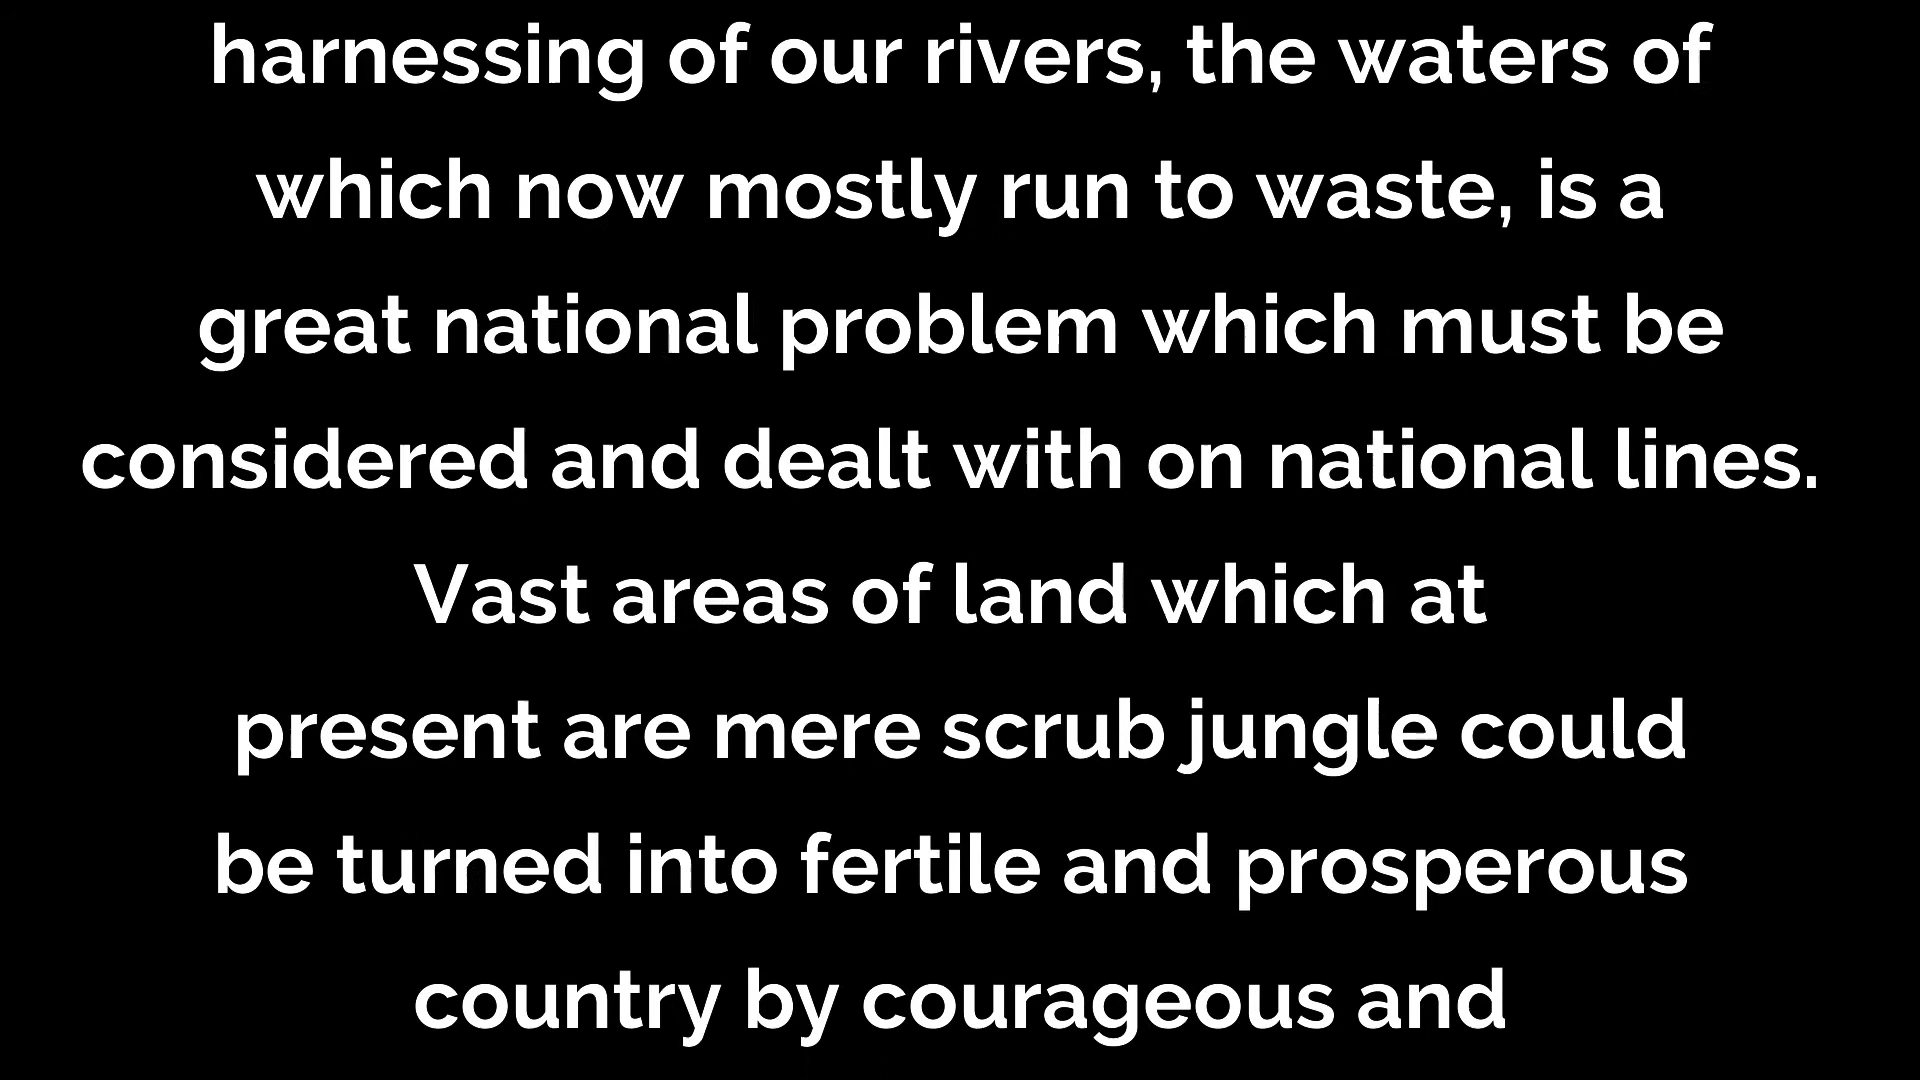 harnessing of our rivers, the waters of
which now mostly run to waste, is a
great national problem which must be
considered and dealt with on national lines.
Vast areas of land which at
present are mere scrub jungle could
be turned into fertile and prosperous
country by courageous and